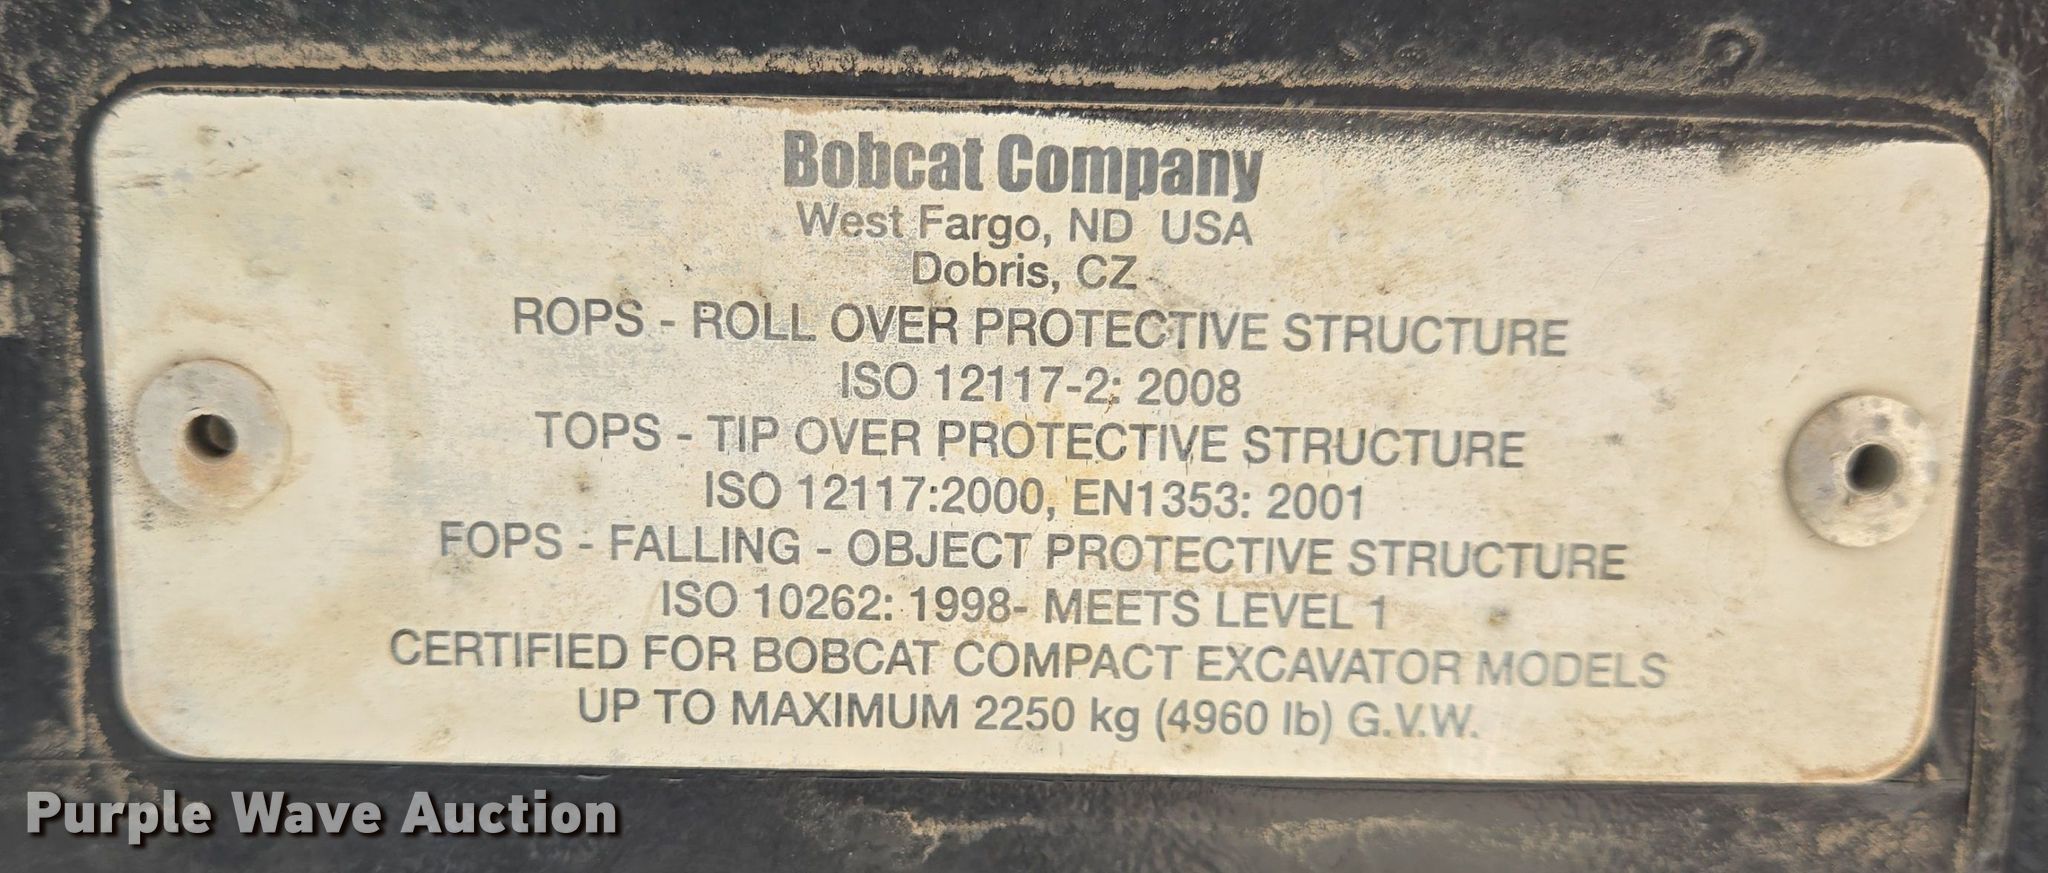 Bobcat Company
West Fargo, ND USA
Dobris, CZ
ROPS - ROLL OVER PROTECTIVE STRUCTURE
ISO 12117-2: 2008
TOPS - TIP OVER PROTECTIVE STRUCTURE
ISO 12117:2000, EN1353: 2001
FOPS - FALLING - OBJECT PROTECTIVE STRUCTURE
ISO 10262: 1998- MEETS LEVEL 1
CERTIFIED FOR BOBCAT COMPACT EXCAVATOR MODELS
UP TO MAXIMUM 2250 kg (4960 lb) G.V.W.
Purple Wave Auction